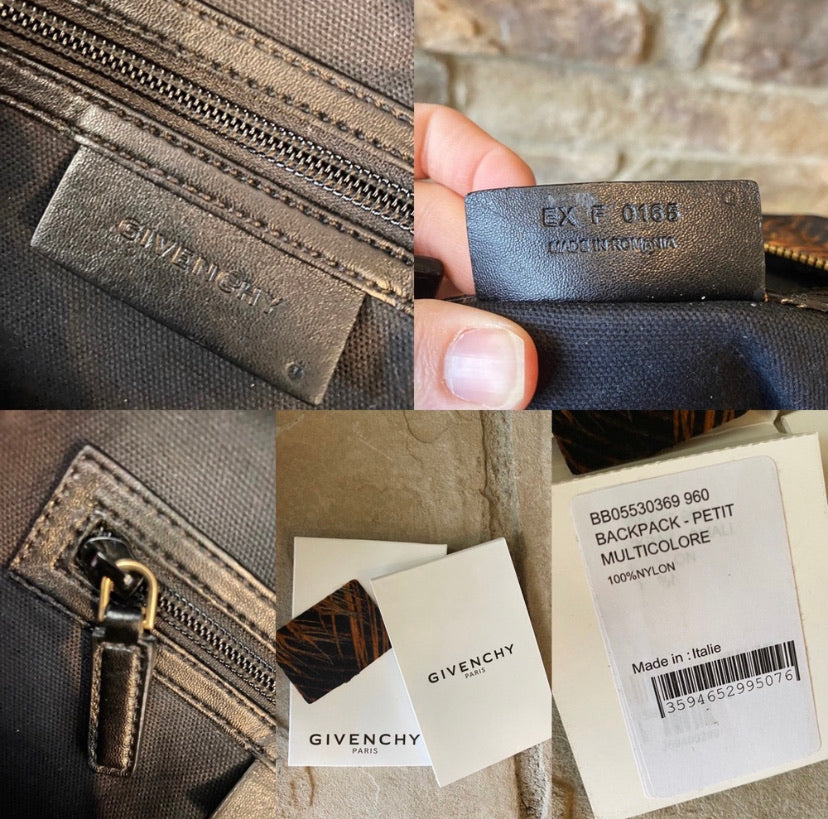 GIVENCHY
EX F 0166
MADE IN ROMANIA
GIVENCHY
PARIS
GIVENCHY
PARIS
BB05530369 960
BACKPACK - PETIT
MULTICOLORE
100%NYLON
Made in : Italie
3594652995076